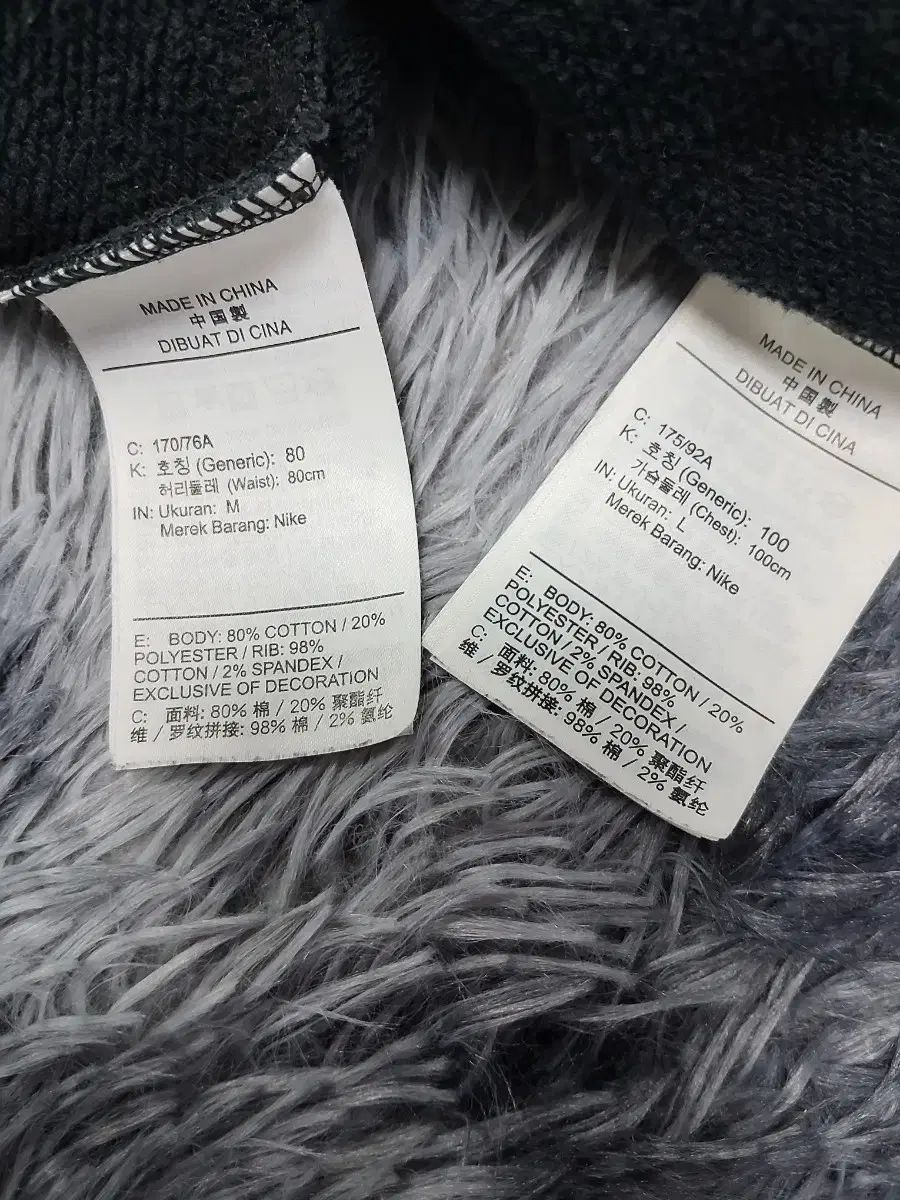 MADE IN CHINA
中国製
DIBUAT DI CINA
C: 170/76A
K: 호칭 (Generic): 80
허리둘레 (Waist): 80cm
IN: Ukuran: M
Merek Barang: Nike
E: BODY: 80% COTTON / 20%
POLYESTER / RIB: 98%
COTTON / 2% SPANDEX /
EXCLUSIVE OF DECORATION
C: 面料: 80% 棉 / 20% 聚酯纤
维 / 罗纹拼接: 98% 棉 / 2% 氨纶
MADE IN CHINA
中国製
DIBUAT DI CINA
C: 175/92A
K: 호칭 (Generic): 100
가슴둘레 (Chest): 100cm
IN: Ukuran: L
Merek Barang: Nike
E: BODY: 80% COTTON / 20%
POLYESTER / RIB: 98%
COTTON / 2% SPANDEX /
EXCLUSIVE OF DECORATION
C: 面料: 80% 棉 / 20% 聚酯纤
维 / 罗纹拼接: 98% 棉 / 2% 氨纶